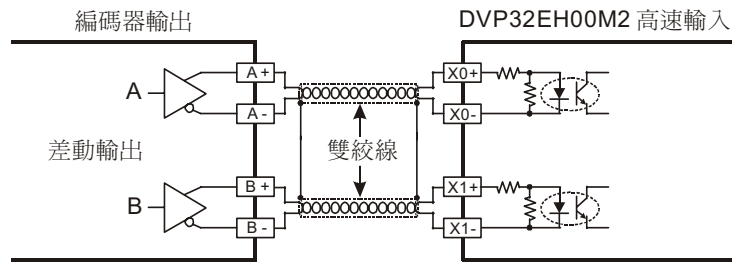 編碼器輸出
DVP32EH00M2 高速輸入
A
A+
A-
X0+
X0-
差動輸出
雙絞線
B
B+
B-
X1+
X1-